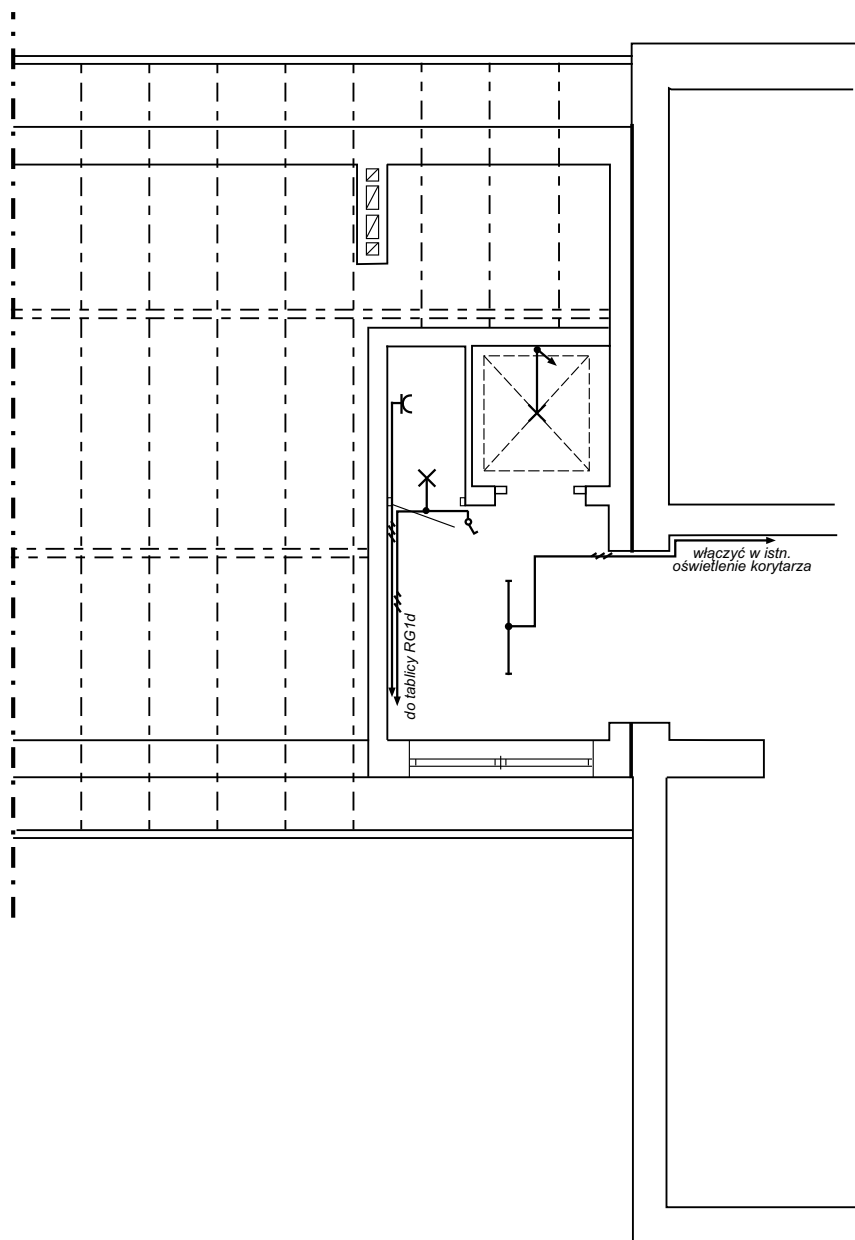 włączyć w istn.
oświetlenie korytarza
do tablicy RG1d